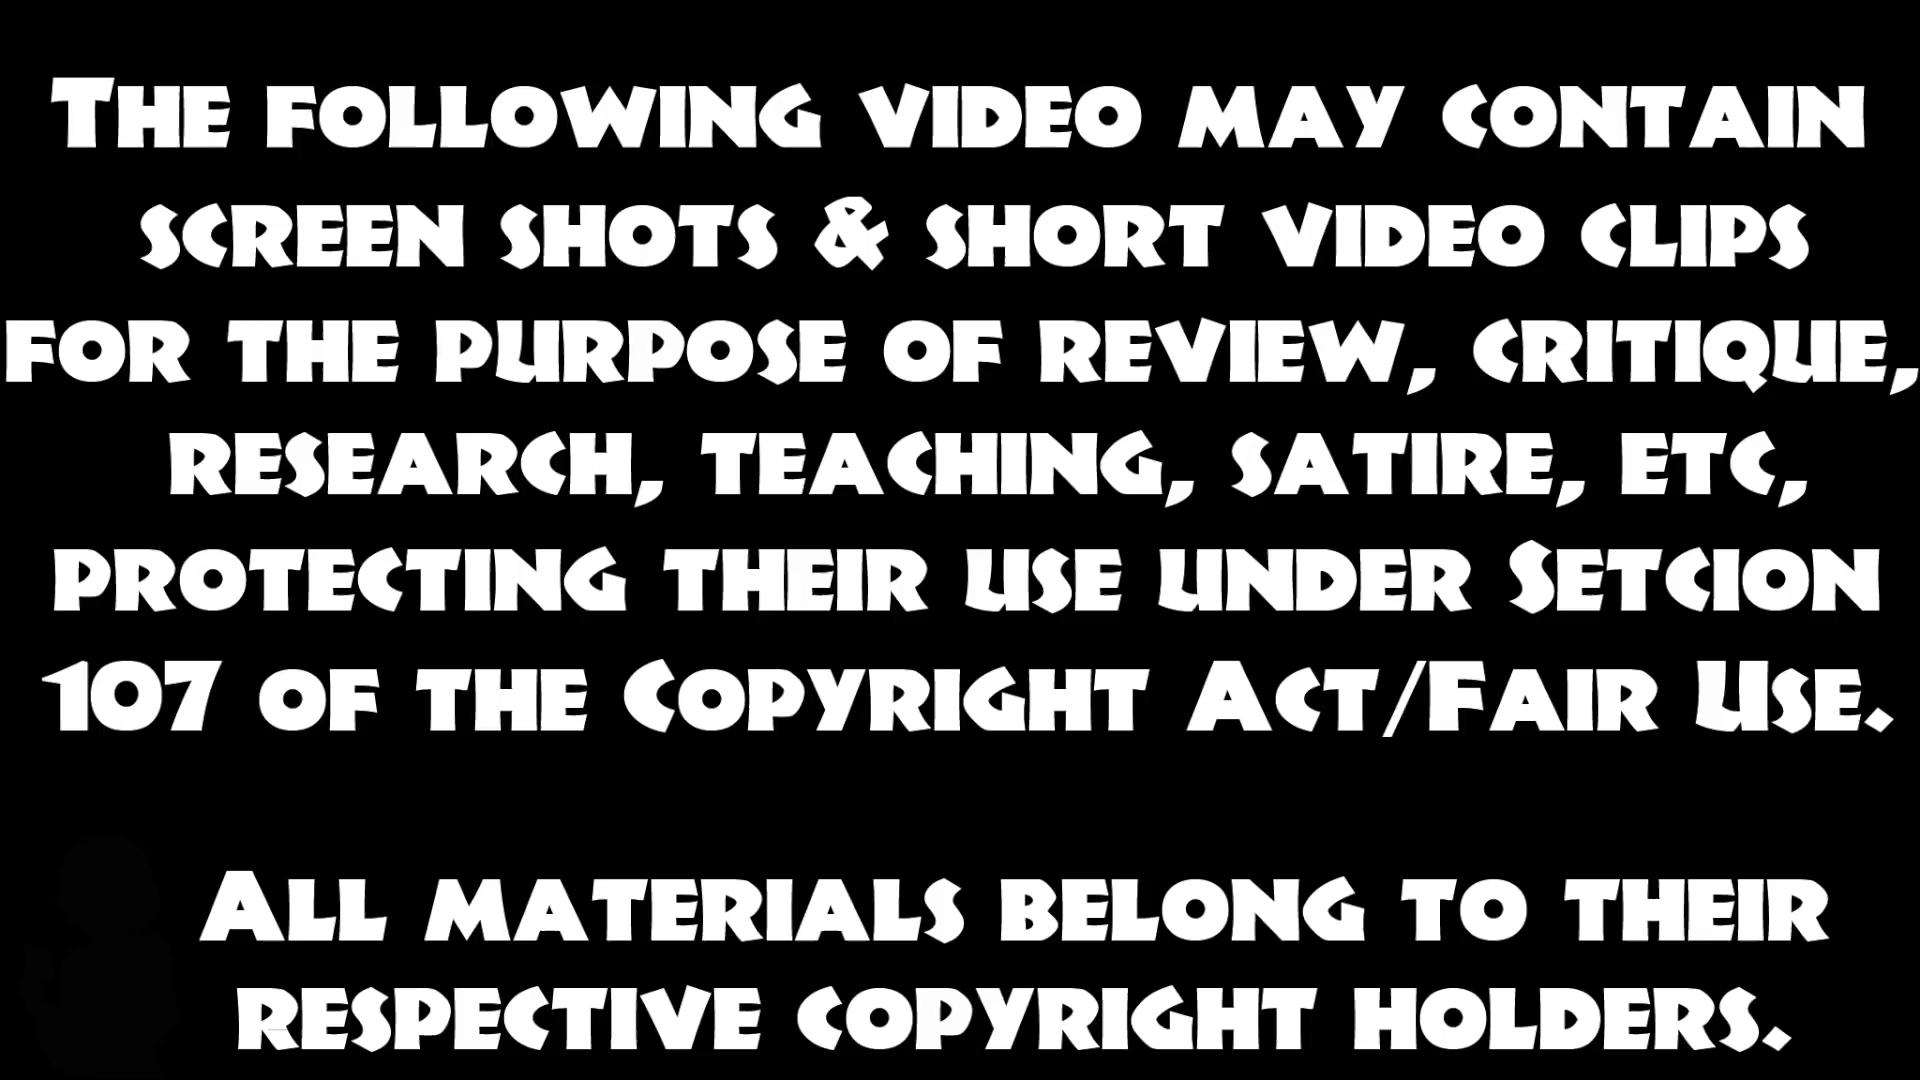 The following video may contain
screen shots & short video clips
for the purpose of review, critique,
research, teaching, satire, etc,
protecting their use under Setcion
107 of the Copyright Act/Fair Use.
All materials belong to their
respective copyright holders.